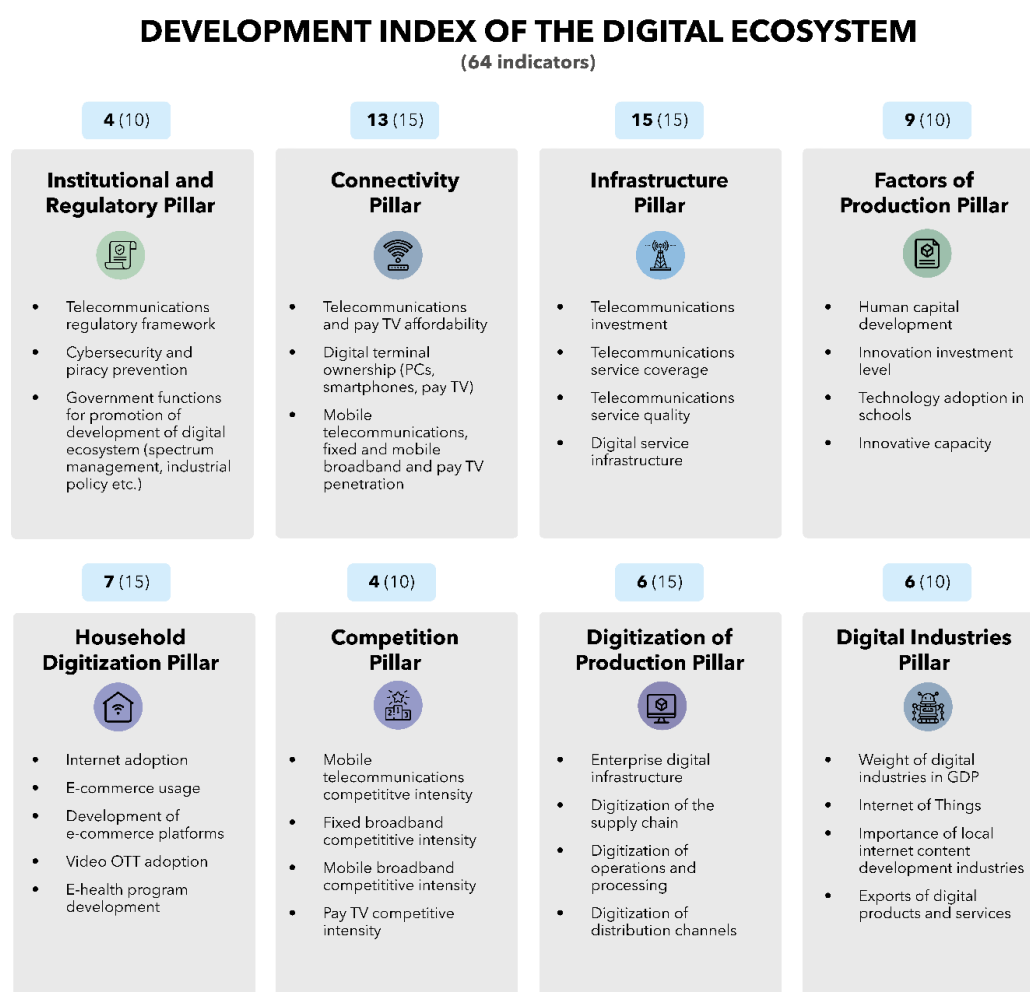 DEVELOPMENT INDEX OF THE DIGITAL ECOSYSTEM
(64 indicators)
4 (10)
Institutional and
Regulatory Pillar
• Telecommunications
regulatory framework
• Cybersecurity and
piracy prevention
• Government functions
for promotion of
development of digital
ecosystem (spectrum
management, industrial
policy etc.)
13 (15)
Connectivity
Pillar
• Telecommunications
and pay TV affordability
• Digital terminal
ownership (PCs,
smartphones, pay TV)
• Mobile
telecommunications,
fixed and mobile
broadband and pay TV
penetration
15 (15)
Infrastructure
Pillar
• Telecommunications
investment
• Telecommunications
service coverage
• Telecommunications
service quality
• Digital service
infrastructure
9 (10)
Factors of
Production Pillar
• Human capital
development
• Innovation investment
level
• Technology adoption in
schools
• Innovative capacity
7 (15)
Household
Digitization Pillar
• Internet adoption
• E-commerce usage
• Development of
e-commerce platforms
• Video OTT adoption
• E-health program
development
4 (10)
Competition
Pillar
2 1 3
• Mobile
telecommunications
competititve intensity
• Fixed broadband
competititive intensity
• Mobile broadband
competititive intensity
• Pay TV competitive
intensity
6 (15)
Digitization of
Production Pillar
• Enterprise digital
infrastructure
• Digitization of the
supply chain
• Digitization of
operations and
processing
• Digitization of
distribution channels
6 (10)
Digital Industries
Pillar
• Weight of digital
industries in GDP
• Internet of Things
• Importance of local
internet content
development industries
• Exports of digital
products and services